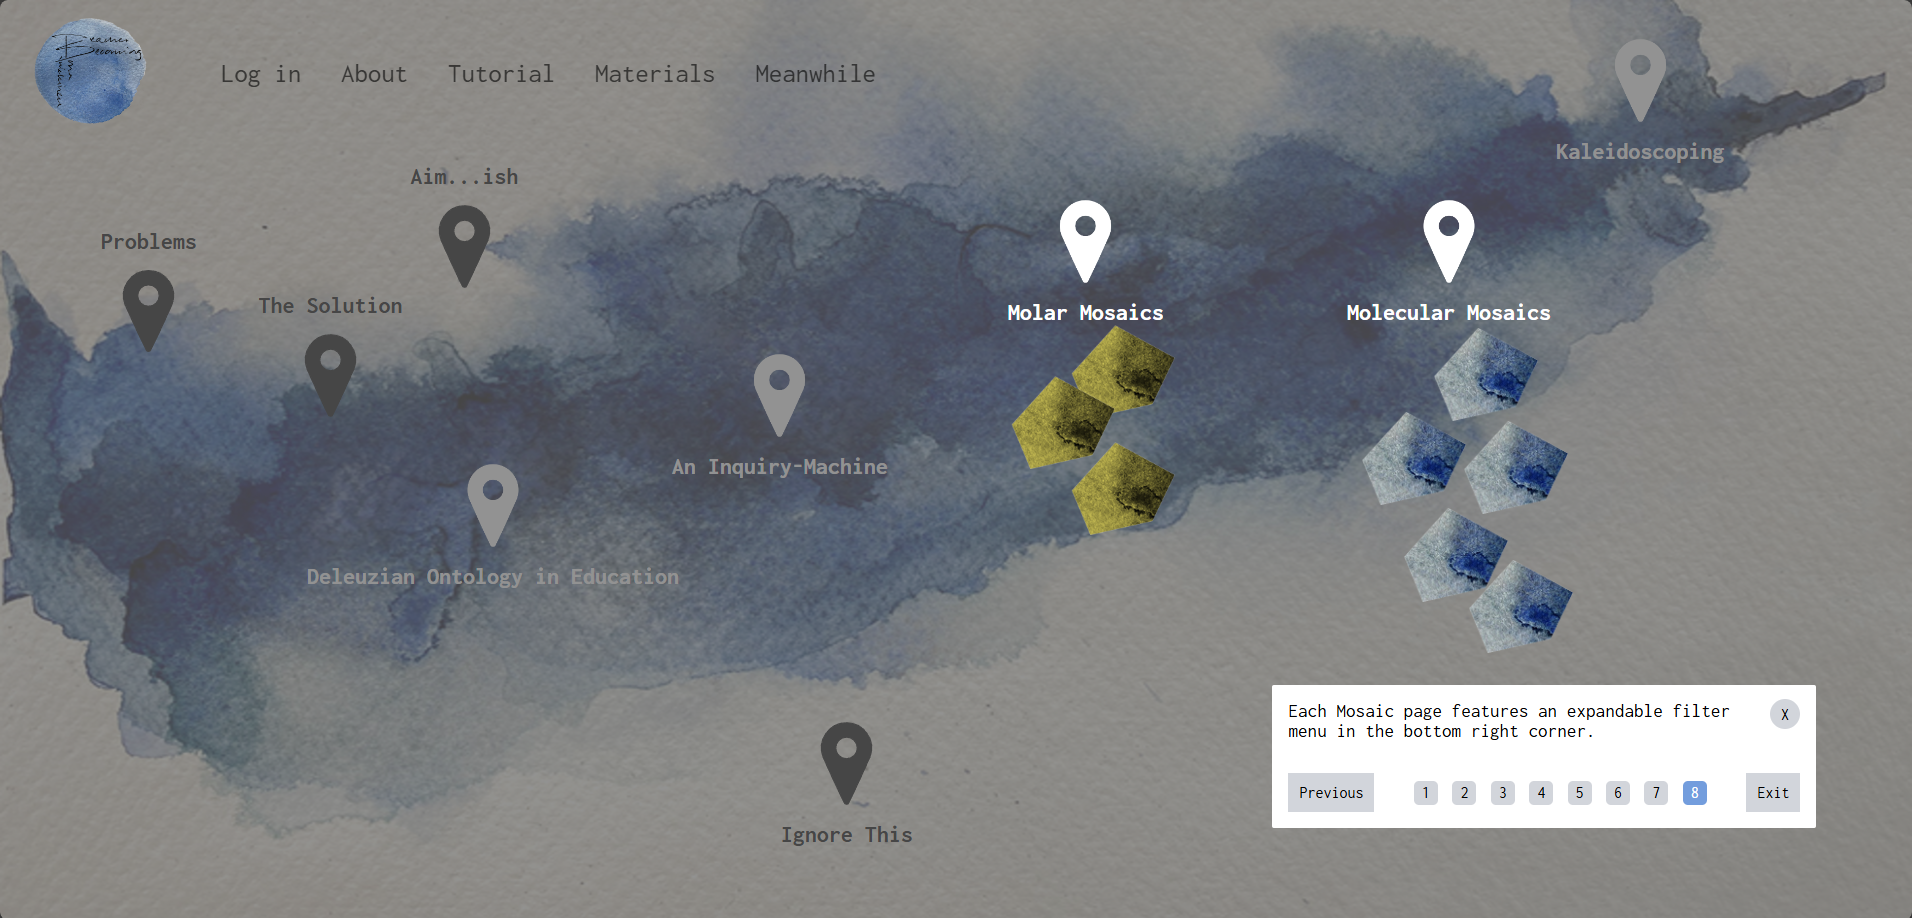 Teacher
Becoming
Log in
About
Tutorial
Materials
Meanwhile
Kaleidoscoping
Aim...ish
Problems
The Solution
Molar Mosaics
Molecular Mosaics
An Inquiry-Machine
Deleuzian Ontology in Education
Each Mosaic page features an expandable filter
menu in the bottom right corner.
X
Previous
1
2
3
4
5
6
7
8
Exit
Ignore This